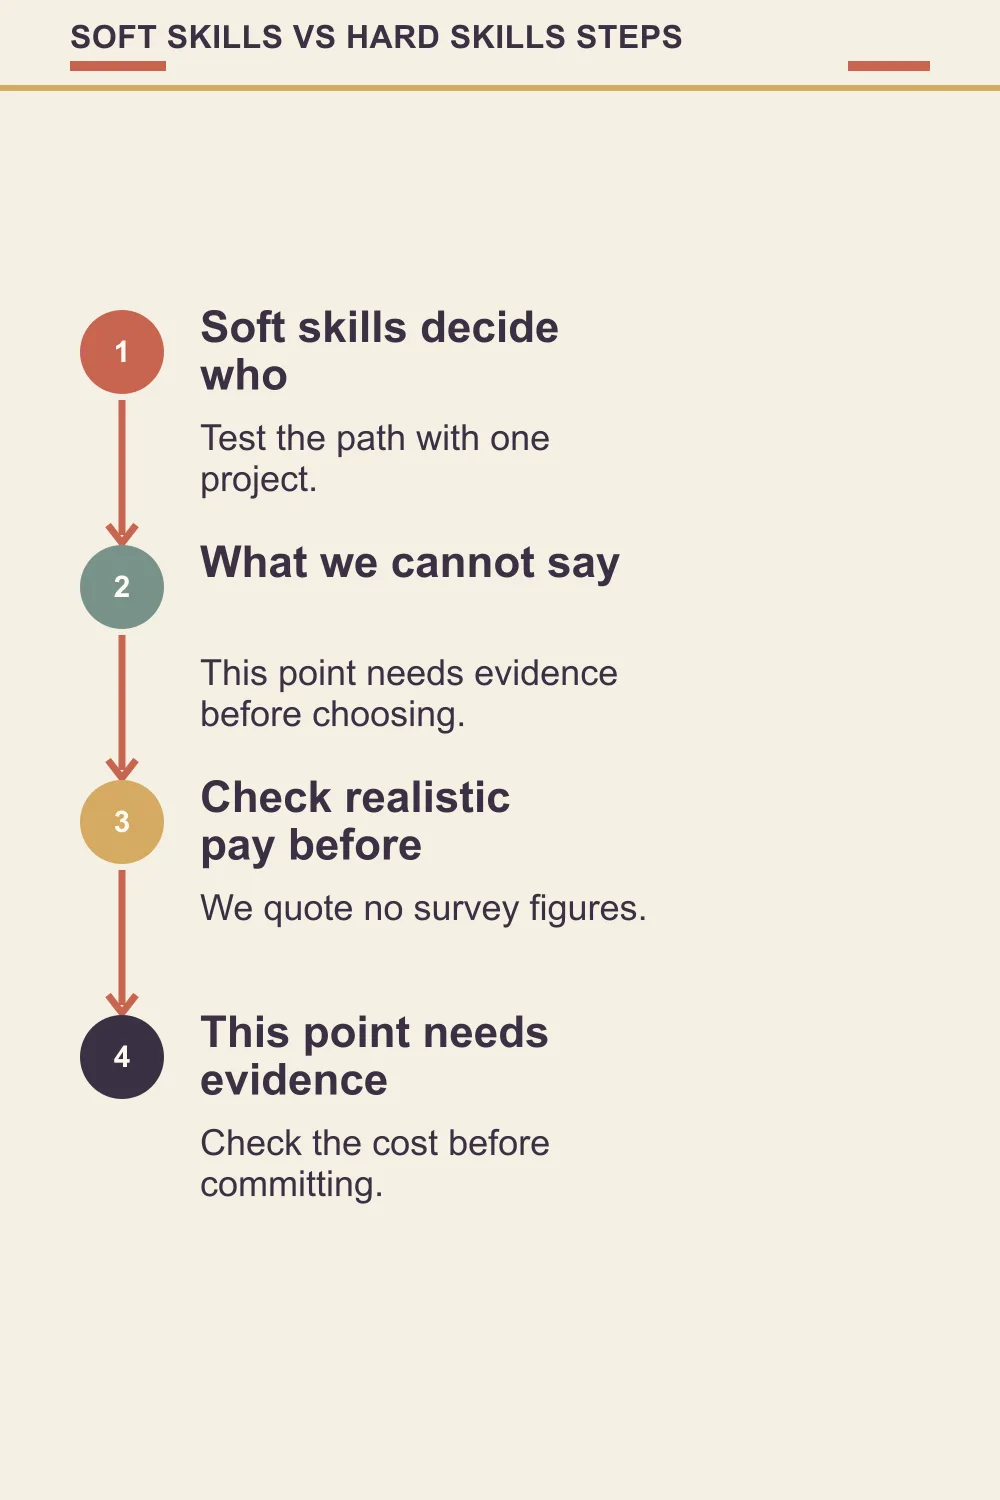 SOFT SKILLS VS HARD SKILLS STEPS
1
Soft skills decide
who
Test the path with one
project.
2
What we cannot say
This point needs evidence
before choosing.
3
Check realistic
pay before
We quote no survey figures.
4
This point needs
evidence
Check the cost before
committing.